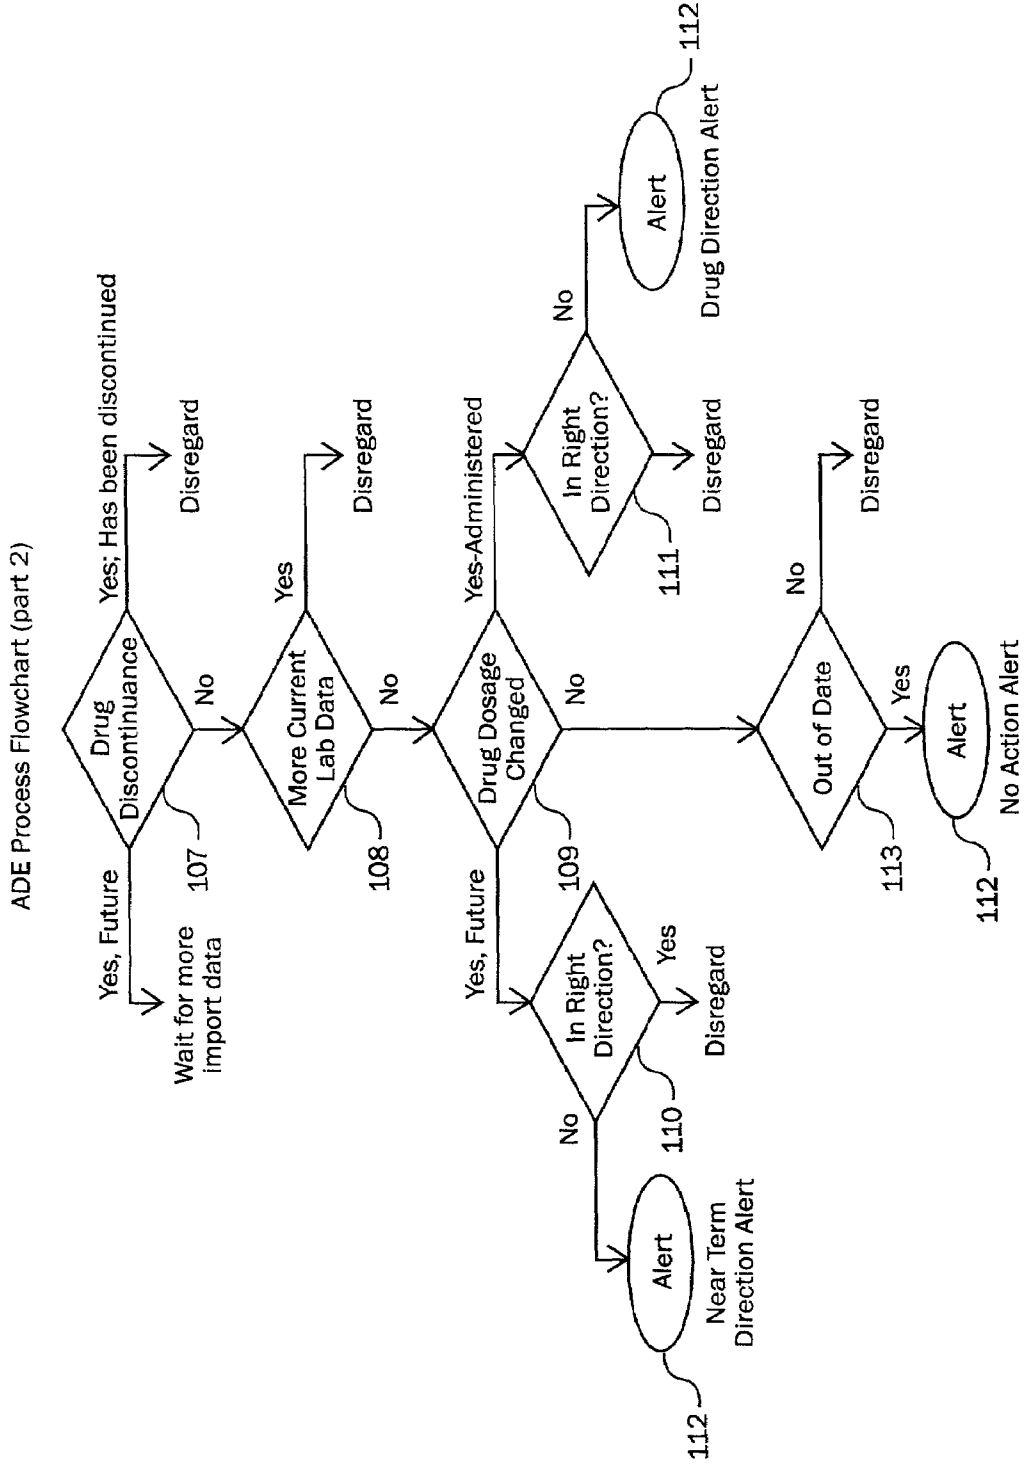 ADE Process Flowchart (part 2)
Yes, Future
Drug
Discontinuance
Yes; Has been discontinued
Wait for more
import data
107
No
Disregard
More Current
Lab Data
Yes
108
No
Disregard
Yes, Future
Drug Dosage
Changed
Yes-Administered
109
No
In Right
Direction?
No
Yes
110
Disregard
Alert
Near Term
Direction Alert
112
In Right
Direction?
No
111
Disregard
Alert
112
Drug Direction Alert
Out of Date
No
113
Yes
Disregard
Alert
112
No Action Alert